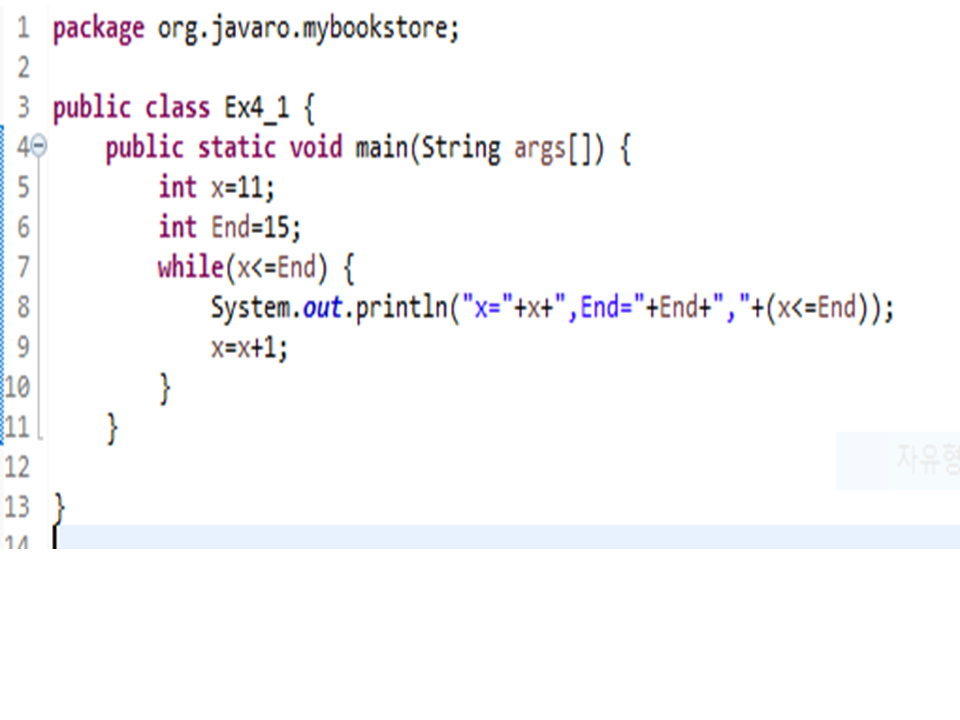 1 package org.javaro.mybookstore;
2
3 public class Ex4_1 {
4     public static void main(String args[]) {
5         int x=11;
6         int End=15;
7         while(x<=End) {
8             System.out.println("x="+x+",End="+End+","+(x<=End));
9             x=x+1;
10         }
11     }
12
자유형
13 }
14